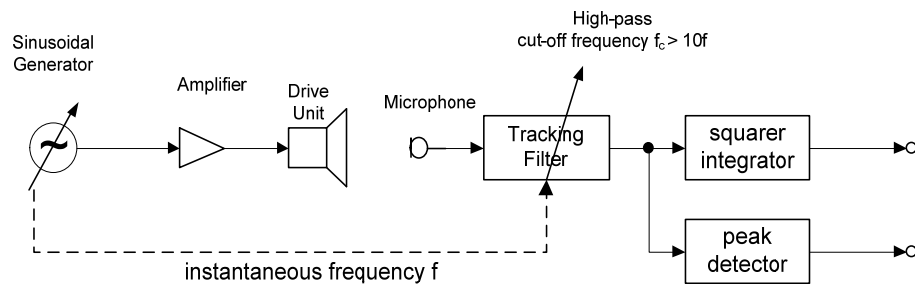 High-pass
cut-off frequency fc > 10f
Sinusoidal
Generator
Amplifier
Drive
Unit
Microphone
Tracking
Filter
squarer
integrator
~
peak
detector
instantaneous frequency f